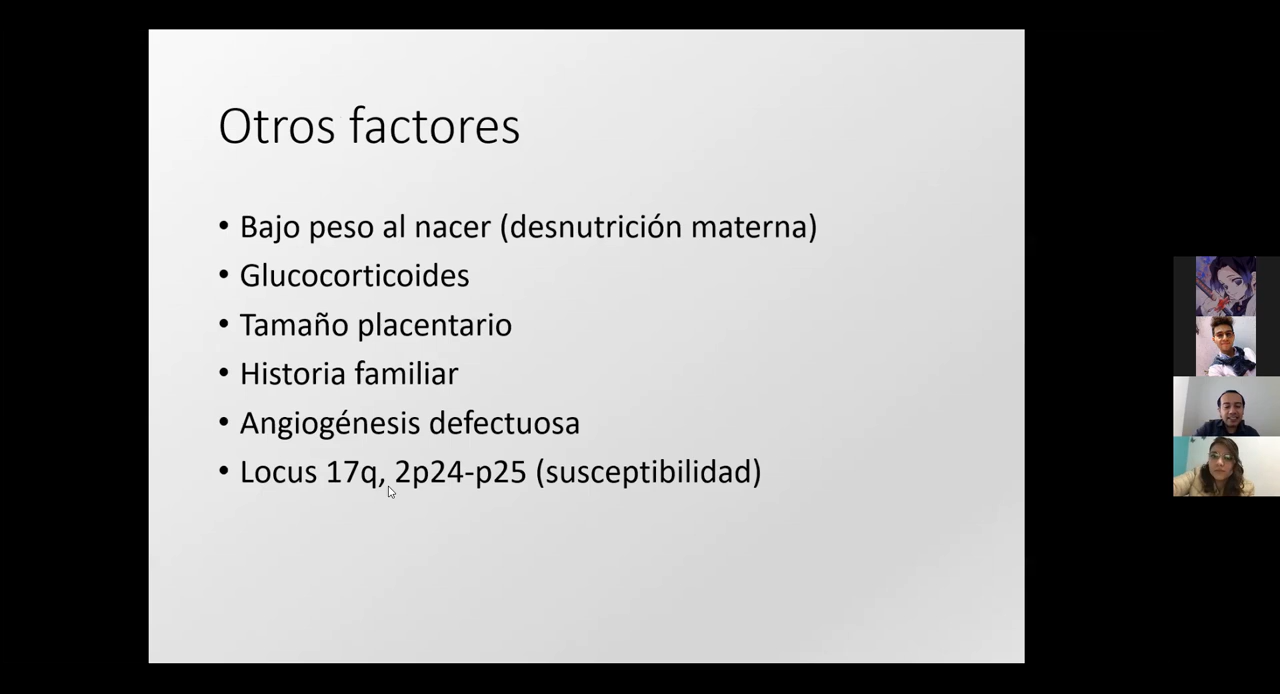 Otros factores
• Bajo peso al nacer (desnutrición materna)
• Glucocorticoides
• Tamaño placentario
• Historia familiar
• Angiogénesis defectuosa
• Locus 17q, 2p24-p25 (susceptibilidad)